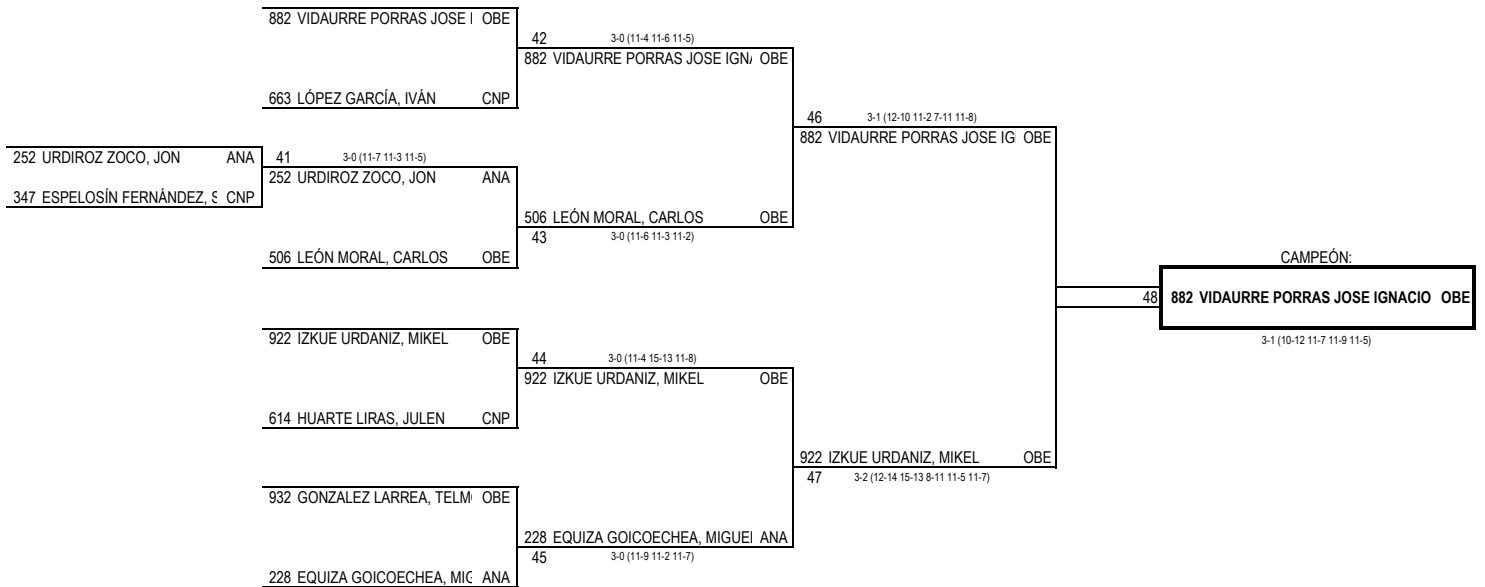 882 VIDAURRE PORRAS JOSE I OBE
42 3-0 (11-4 11-6 11-5)
882 VIDAURRE PORRAS JOSE IGN OBE
663 LÓPEZ GARCÍA, IVÁN CNP
46 3-1 (12-10 11-2 7-11 11-8)
882 VIDAURRE PORRAS JOSE IG OBE
252 URDIROZ ZOCO, JON ANA
41 3-0 (11-7 11-3 11-5)
252 URDIROZ ZOCO, JON ANA
347 ESPELOSÍN FERNÁNDEZ, S CNP
506 LEÓN MORAL, CARLOS OBE
43 3-0 (11-6 11-3 11-2)
506 LEÓN MORAL, CARLOS OBE
CAMPEÓN:
48 882 VIDAURRE PORRAS JOSE IGNACIO OBE
3-1 (10-12 11-7 11-9 11-5)
922 IZKUE URDANIZ, MIKEL OBE
44 3-0 (11-4 15-13 11-8)
922 IZKUE URDANIZ, MIKEL OBE
614 HUARTE LIRAS, JULEN CNP
922 IZKUE URDANIZ, MIKEL OBE
47 3-2 (12-14 15-13 8-11 11-5 11-7)
932 GONZALEZ LARREA, TELM OBE
228 EQUIZA GOICOECHEA, MIGUE ANA
45 3-0 (11-9 11-2 11-7)
228 EQUIZA GOICOECHEA, MIG ANA